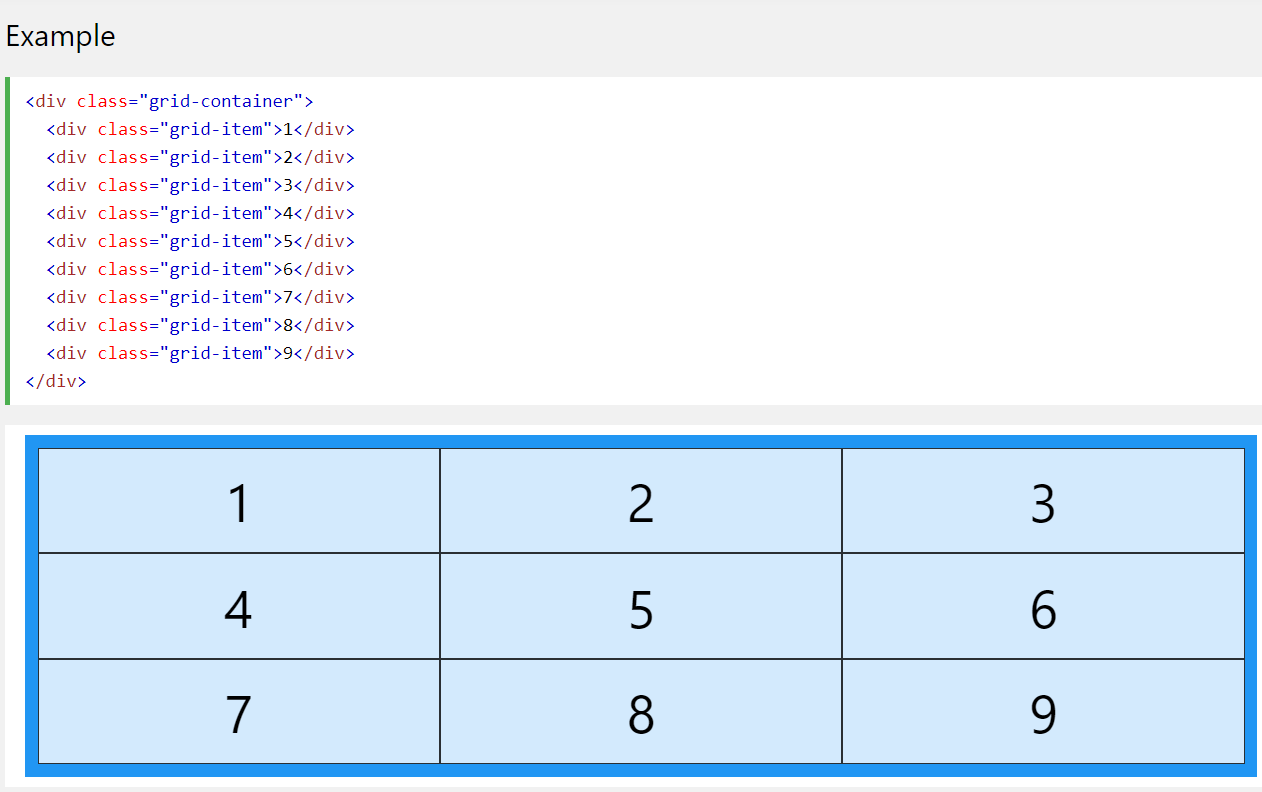 Example
<div class="grid-container">
  <div class="grid-item">1</div>
  <div class="grid-item">2</div>
  <div class="grid-item">3</div>
  <div class="grid-item">4</div>
  <div class="grid-item">5</div>
  <div class="grid-item">6</div>
  <div class="grid-item">7</div>
  <div class="grid-item">8</div>
  <div class="grid-item">9</div>
</div>
1 2 3
4 5 6
7 8 9